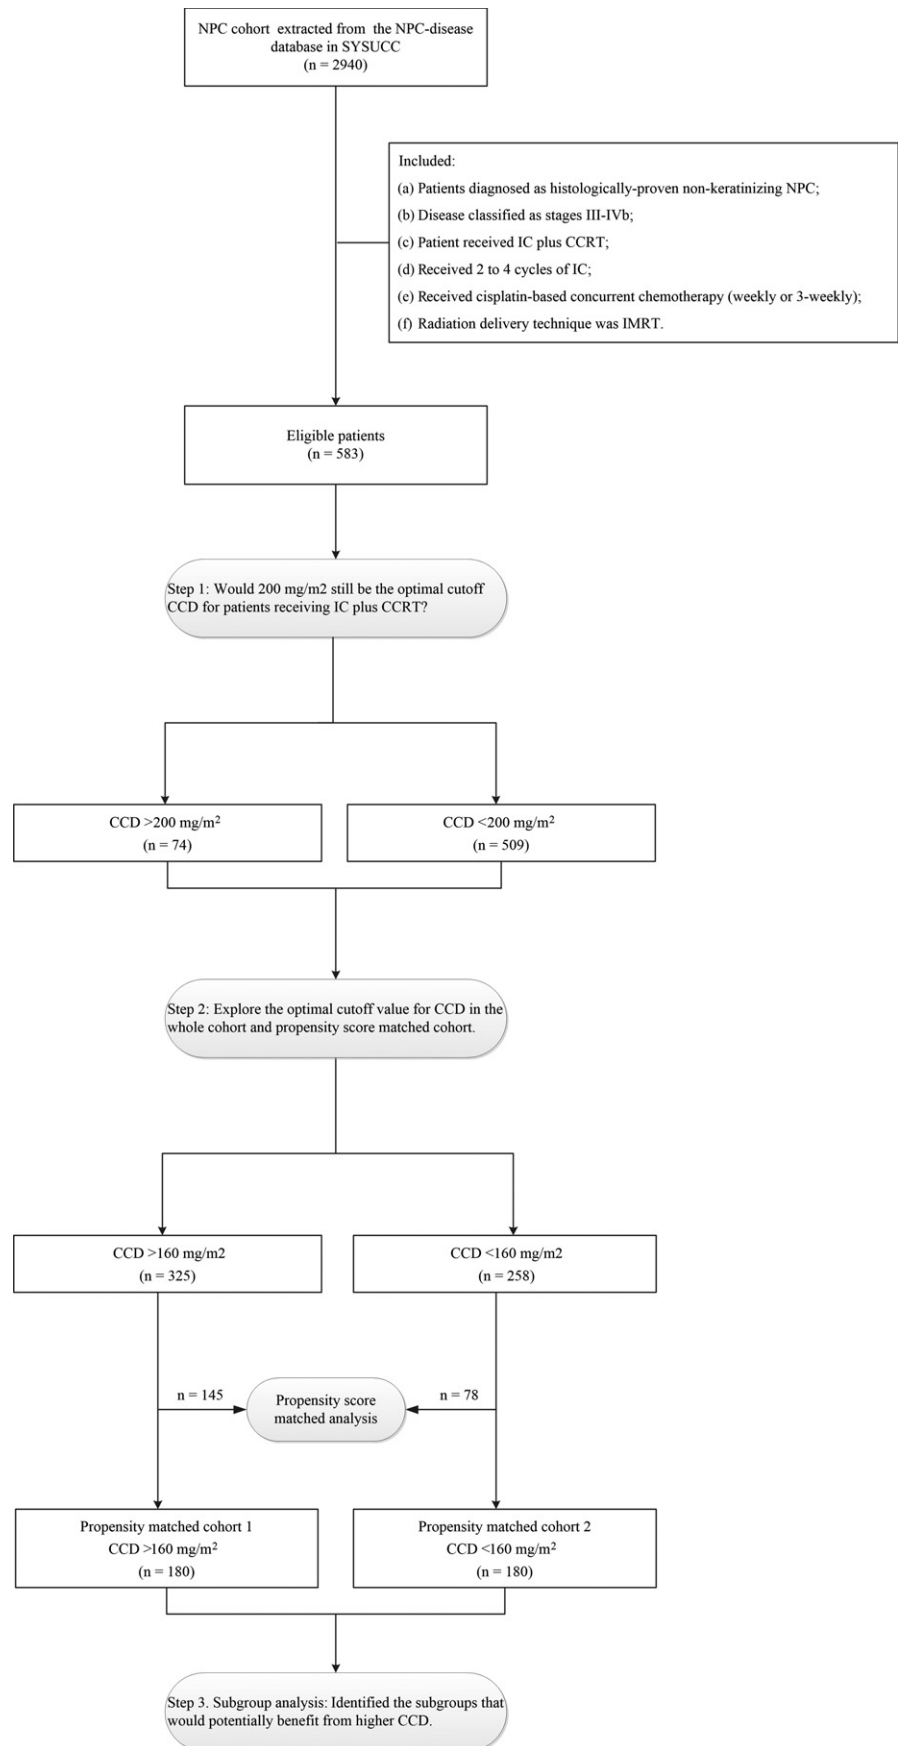 NPC cohort extracted from the NPC-disease
database in SYSUCC
(n = 2940)
Included:
(a) Patients diagnosed as histologically-proven non-keratinizing NPC;
(b) Disease classified as stages III-IVb;
(c) Patient received IC plus CCRT;
(d) Received 2 to 4 cycles of IC;
(e) Received cisplatin-based concurrent chemotherapy (weekly or 3-weekly);
(f) Radiation delivery technique was IMRT.
Eligible patients
(n = 583)
Step 1: Would 200 mg/m2 still be the optimal cutoff
CCD for patients receiving IC plus CCRT?
CCD >200 mg/m²
(n = 74)
CCD <200 mg/m²
(n = 509)
Step 2: Explore the optimal cutoff value for CCD in the
whole cohort and propensity score matched cohort.
CCD >160 mg/m2
(n = 325)
CCD <160 mg/m2
(n = 258)
n = 145
Propensity score
matched analysis
n = 78
Propensity matched cohort 1
CCD >160 mg/m²
(n = 180)
Propensity matched cohort 2
CCD <160 mg/m²
(n = 180)
Step 3. Subgroup analysis: Identified the subgroups that
would potentially benefit from higher CCD.